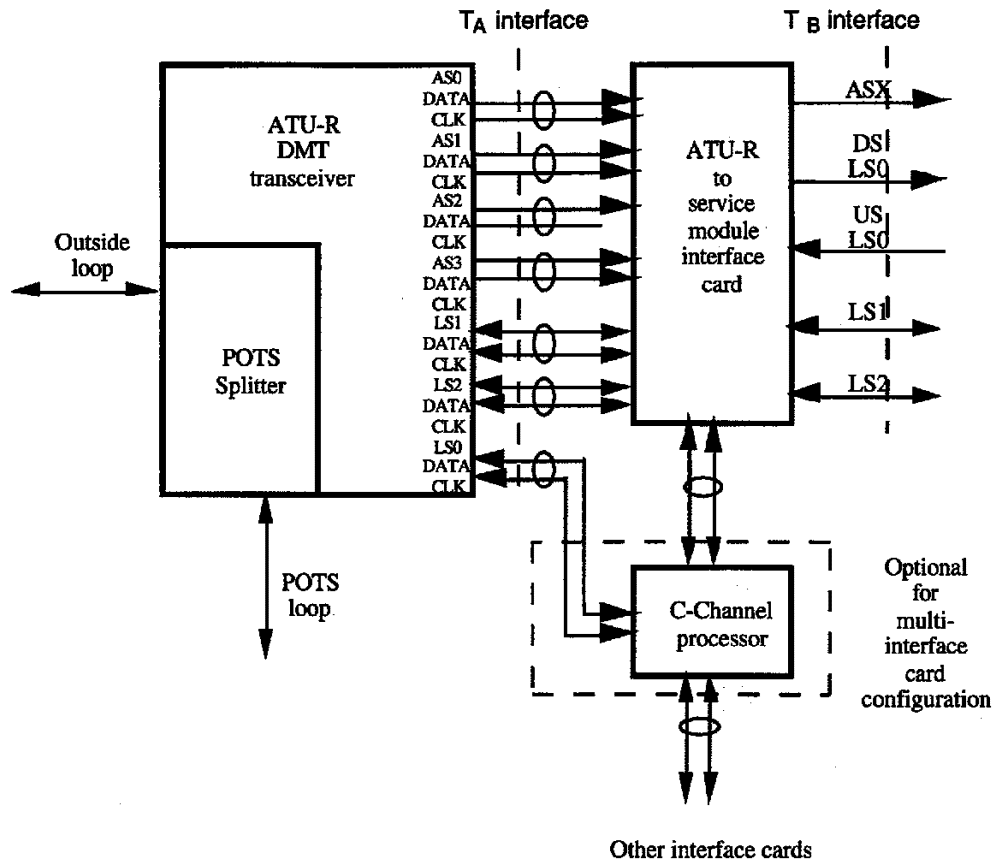 T A interface
T B interface
ATU-R
DMT
transceiver
AS0
DATA
CLK
AS1
DATA
CLK
AS2
DATA
CLK
AS3
DATA
CLK
LS1
DATA
CLK
LS2
DATA
CLK
LS0
DATA
CLK
ATU-R
to
service
module
interface
card
ASX
DS
LS0
US
LS0
LS1
LS2
Outside
loop
POTS
Splitter
POTS
loop
C-Channel
processor
Optional
for
multi-
interface
card
configuration
Other interface cards